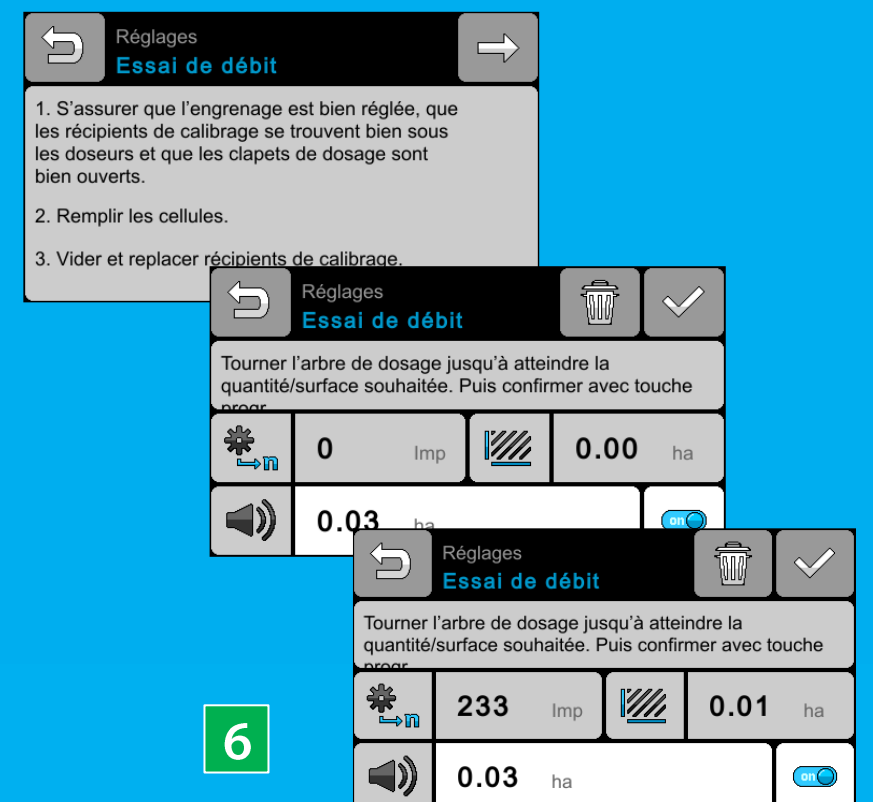 Réglages
Essai de débit
1. S'assurer que l'engrenage est bien réglée, que
les récipients de calibrage se trouvent bien sous
les doseurs et que les clapets de dosage sont
bien ouverts.
2. Remplir les cellules.
3. Vider et replacer récipients de calibrage.
Réglages
Essai de débit
Tourner l'arbre de dosage jusqu'à atteindre la
quantité/surface souhaitée. Puis confirmer avec touche
progr
n 0 Imp 0.00 ha
0.03 ha on
Réglages
Essai de débit
Tourner l'arbre de dosage jusqu'à atteindre la
quantité/surface souhaitée. Puis confirmer avec touche
progr
n 233 Imp 0.01 ha
6
0.03 ha on